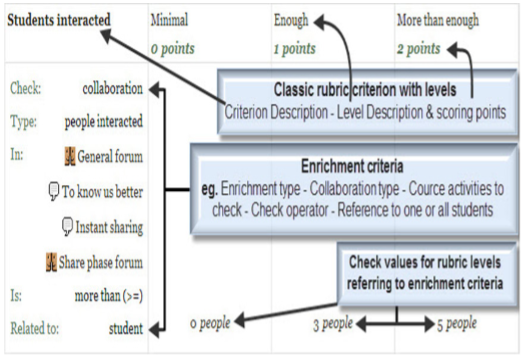 Students interacted Minimal Enough More than enough
0 points 1 points 2 points
Classic rubric criterion with levels
Criterion Description - Level Description & scoring points
Check: collaboration
Type: people interacted
In: General forum
To know us better
Instant sharing
Share phase forum
Is: more than (>=)
Related to: student
Enrichment criteria
eg. Enrichment type - Collaboration type - Cource activities to
check - Check operator - Reference to one or all students
Check values for rubric levels
referring to enrichment criteria
0 people 3 people 5 people